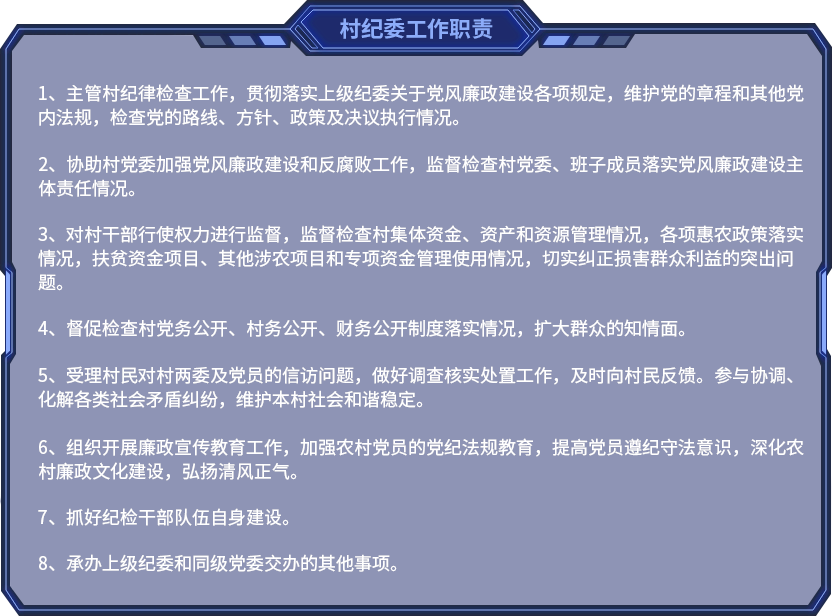 村纪委工作职责
1、主管村纪律检查工作，贯彻落实上级纪委关于党风廉政建设各项规定，维护党的章程和其他党
内法规，检查党的路线、方针、政策及决议执行情况。
2、协助村党委加强党风廉政建设和反腐败工作，监督检查村党委、班子成员落实党风廉政建设主
体责任情况。
3、对村干部行使权力进行监督，监督检查村集体资金、资产和资源管理情况，各项惠农政策落实
情况，扶贫资金项目、其他涉农项目和专项资金管理使用情况，切实纠正损害群众利益的突出问
题。
4、督促检查村党务公开、村务公开、财务公开制度落实情况，扩大群众的知情面。
5、受理村民对村两委及党员的信访问题，做好调查核实处置工作，及时向村民反馈。参与协调、
化解各类社会矛盾纠纷，维护本村社会和谐稳定。
6、组织开展廉政宣传教育工作，加强农村党员的党纪法规教育，提高党员遵纪守法意识，深化农
村廉政文化建设，弘扬清风正气。
7、抓好纪检干部队伍自身建设。
8、承办上级纪委和同级党委交办的其他事项。